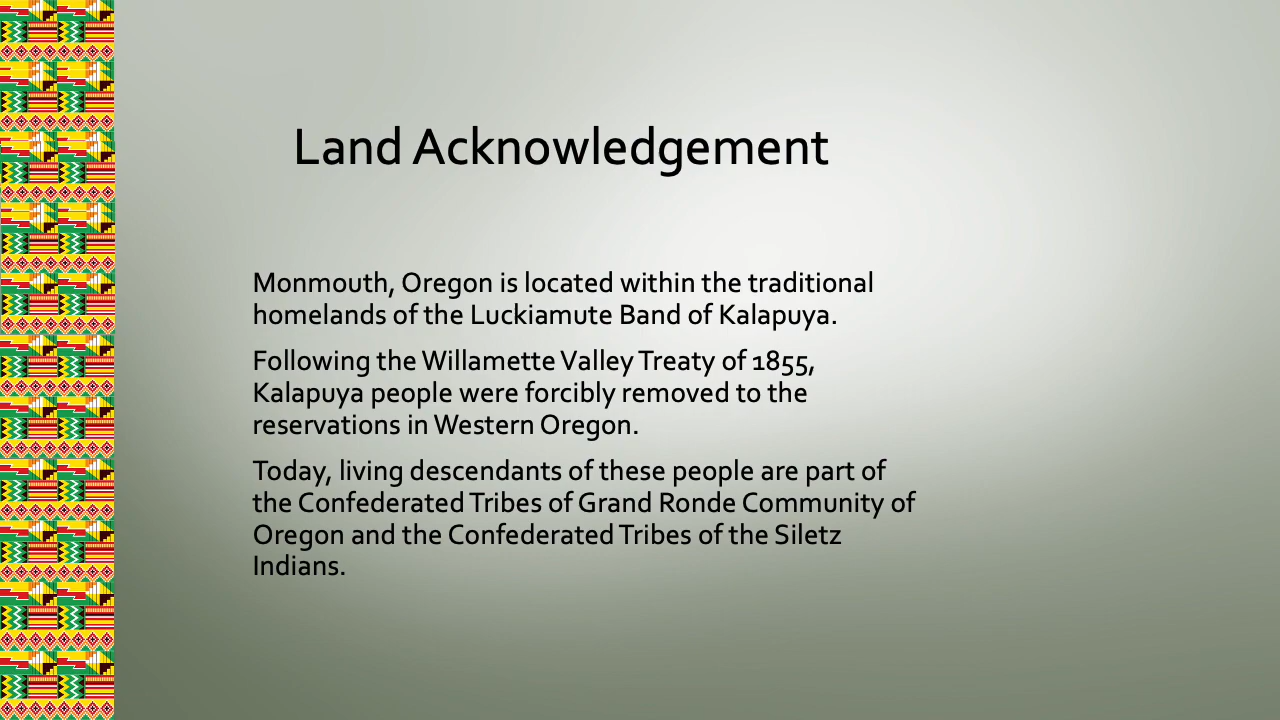 Land Acknowledgement
Monmouth, Oregon is located within the traditional
homelands of the Luckiamute Band of Kalapuya.
Following the Willamette Valley Treaty of 1855,
Kalapuya people were forcibly removed to the
reservations in Western Oregon.
Today, living descendants of these people are part of
the Confederated Tribes of Grand Ronde Community of
Oregon and the Confederated Tribes of the Siletz
Indians.